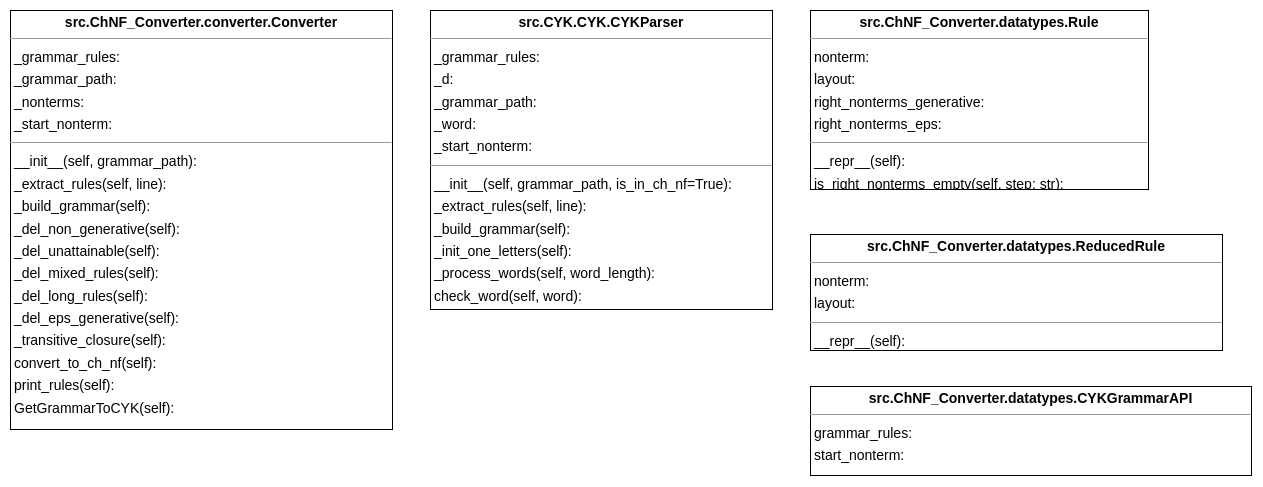 src.ChNF_Converter.converter.Converter
_grammar_rules:
_grammar_path:
_nonterms:
_start_nonterm:
__init__(self, grammar_path):
_extract_rules(self, line):
_build_grammar(self):
_del_non_generative(self):
_del_unattainable(self):
_del_mixed_rules(self):
_del_long_rules(self):
_del_eps_generative(self):
_transitive_closure(self):
convert_to_ch_nf(self):
print_rules(self):
GetGrammarToCYK(self):
src.CYK.CYK.CYKParser
_grammar_rules:
_d:
_grammar_path:
_word:
_start_nonterm:
__init__(self, grammar_path, is_in_ch_nf=True):
_extract_rules(self, line):
_build_grammar(self):
_init_one_letters(self):
_process_words(self, word_length):
check_word(self, word):
src.ChNF_Converter.datatypes.Rule
nonterm:
layout:
right_nonterms_generative:
right_nonterms_eps:
__repr__(self):
is_right_nonterms_empty(self, step: str):
src.ChNF_Converter.datatypes.ReducedRule
nonterm:
layout:
__repr__(self):
src.ChNF_Converter.datatypes.CYKGrammarAPI
grammar_rules:
start_nonterm: